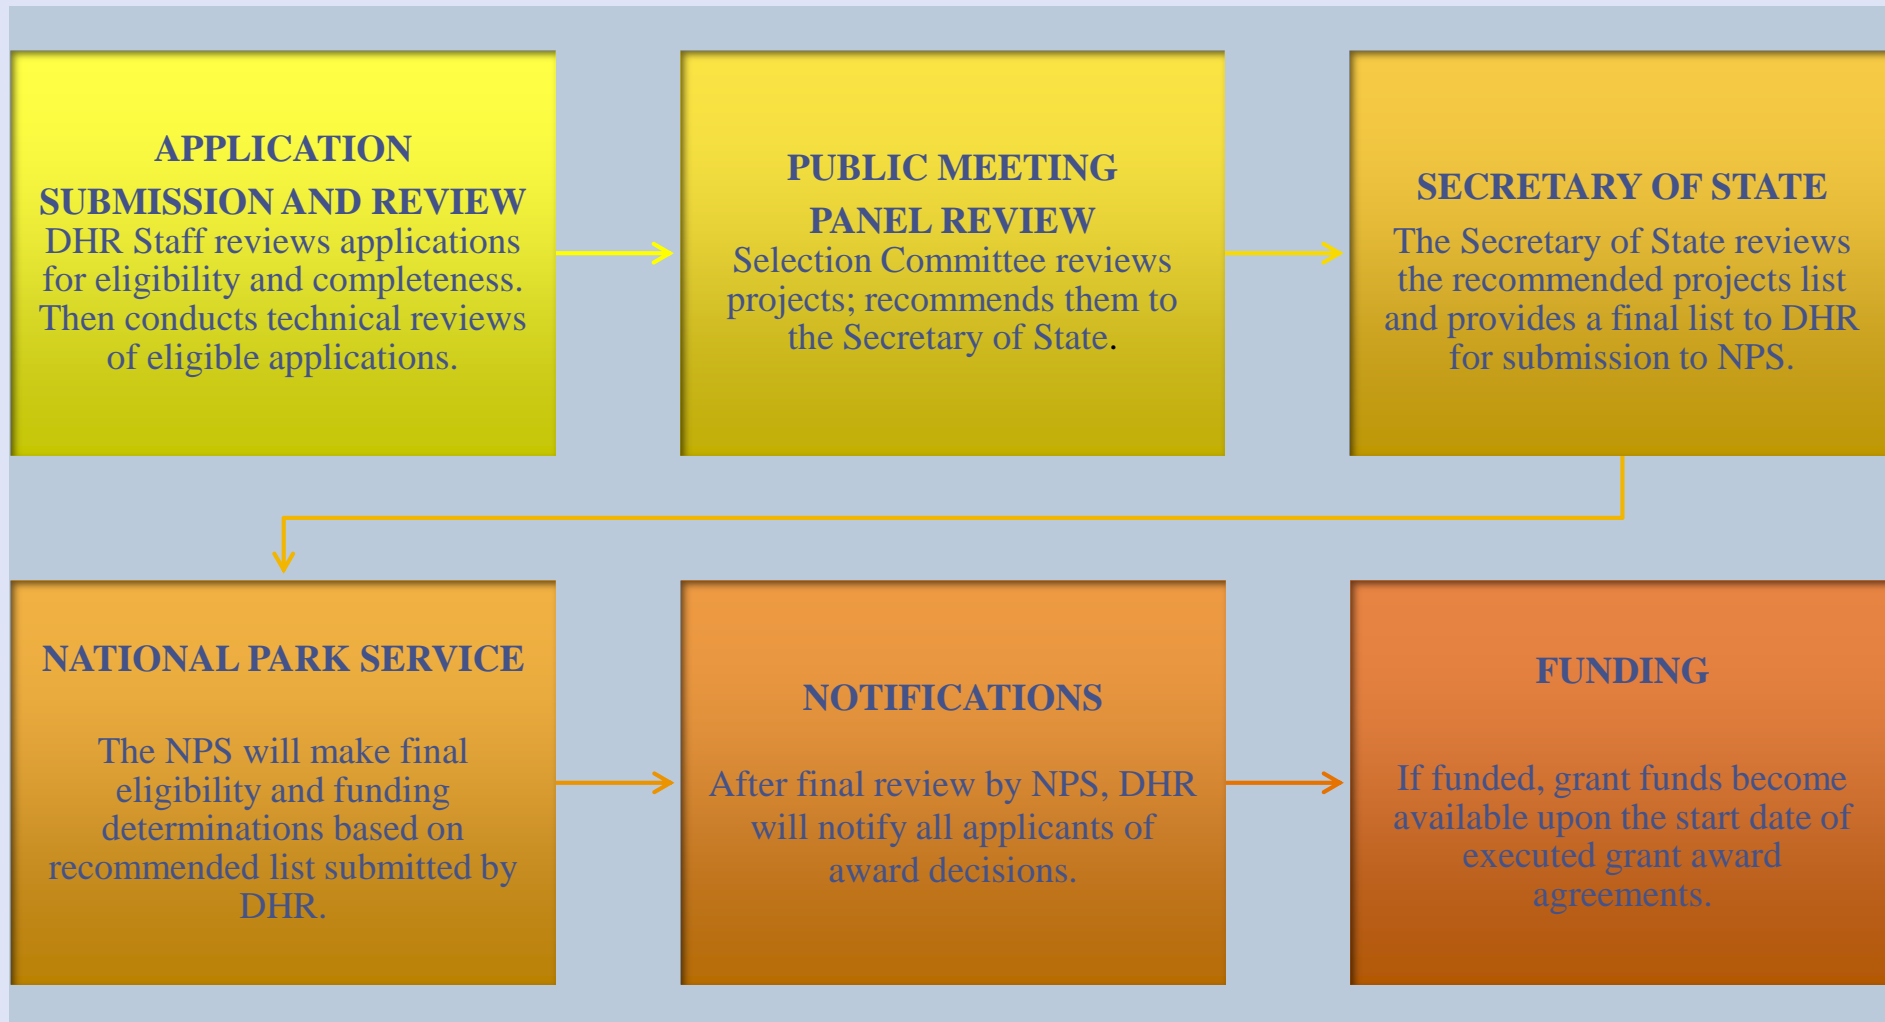 APPLICATION
SUBMISSION AND REVIEW
DHR Staff reviews applications
for eligibility and completeness.
Then conducts technical reviews
of eligible applications.
PUBLIC MEETING
PANEL REVIEW
Selection Committee reviews
projects; recommends them to
the Secretary of State.
SECRETARY OF STATE
The Secretary of State reviews
the recommended projects list
and provides a final list to DHR
for submission to NPS.
NATIONAL PARK SERVICE
The NPS will make final
eligibility and funding
determinations based on
recommended list submitted by
DHR.
NOTIFICATIONS
After final review by NPS, DHR
will notify all applicants of
award decisions.
FUNDING
If funded, grant funds become
available upon the start date of
executed grant award
agreements.